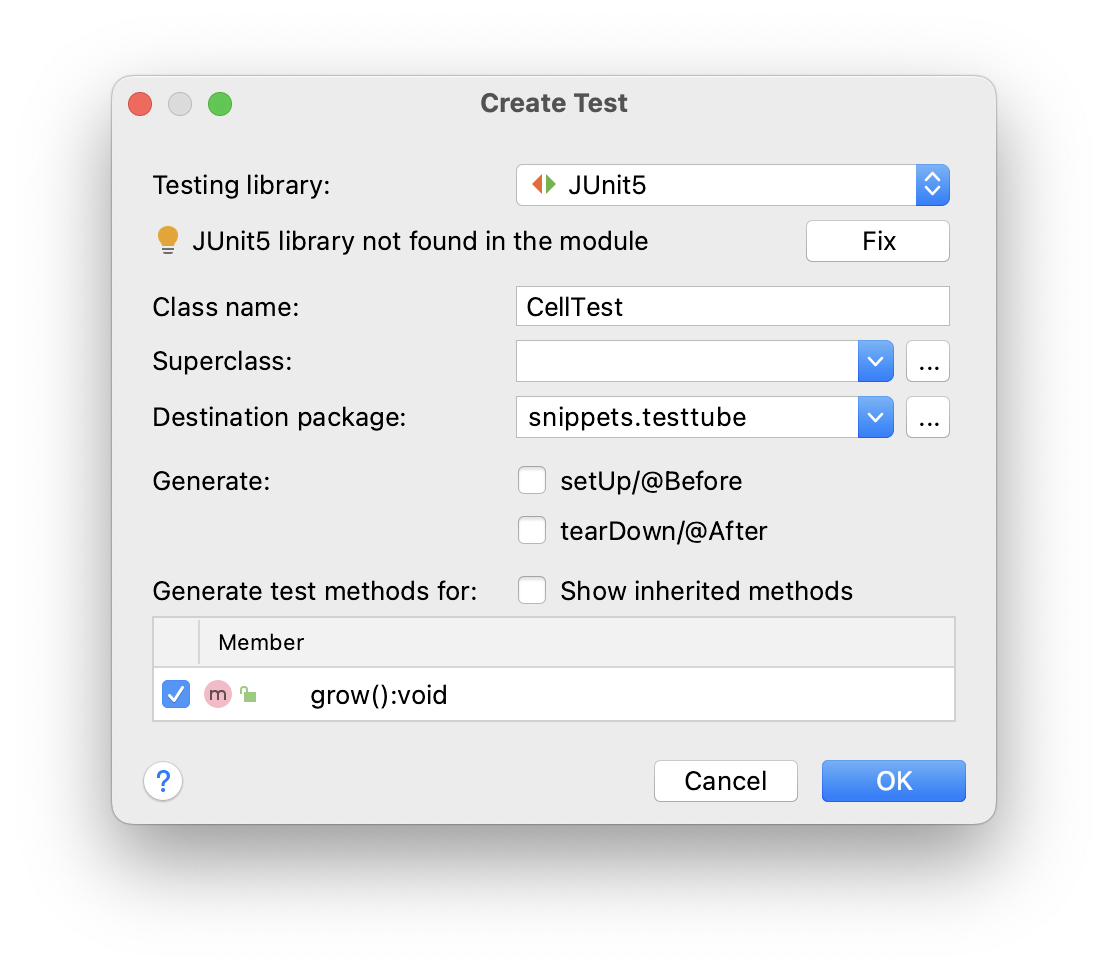 Create Test
Testing library: JUnit5
JUnit5 library not found in the module Fix
Class name: CellTest
Superclass: ...
Destination package: snippets.testtube ...
Generate: setUp/@Before
tearDown/@After
Generate test methods for: Show inherited methods
Member
m grow():void
? Cancel OK